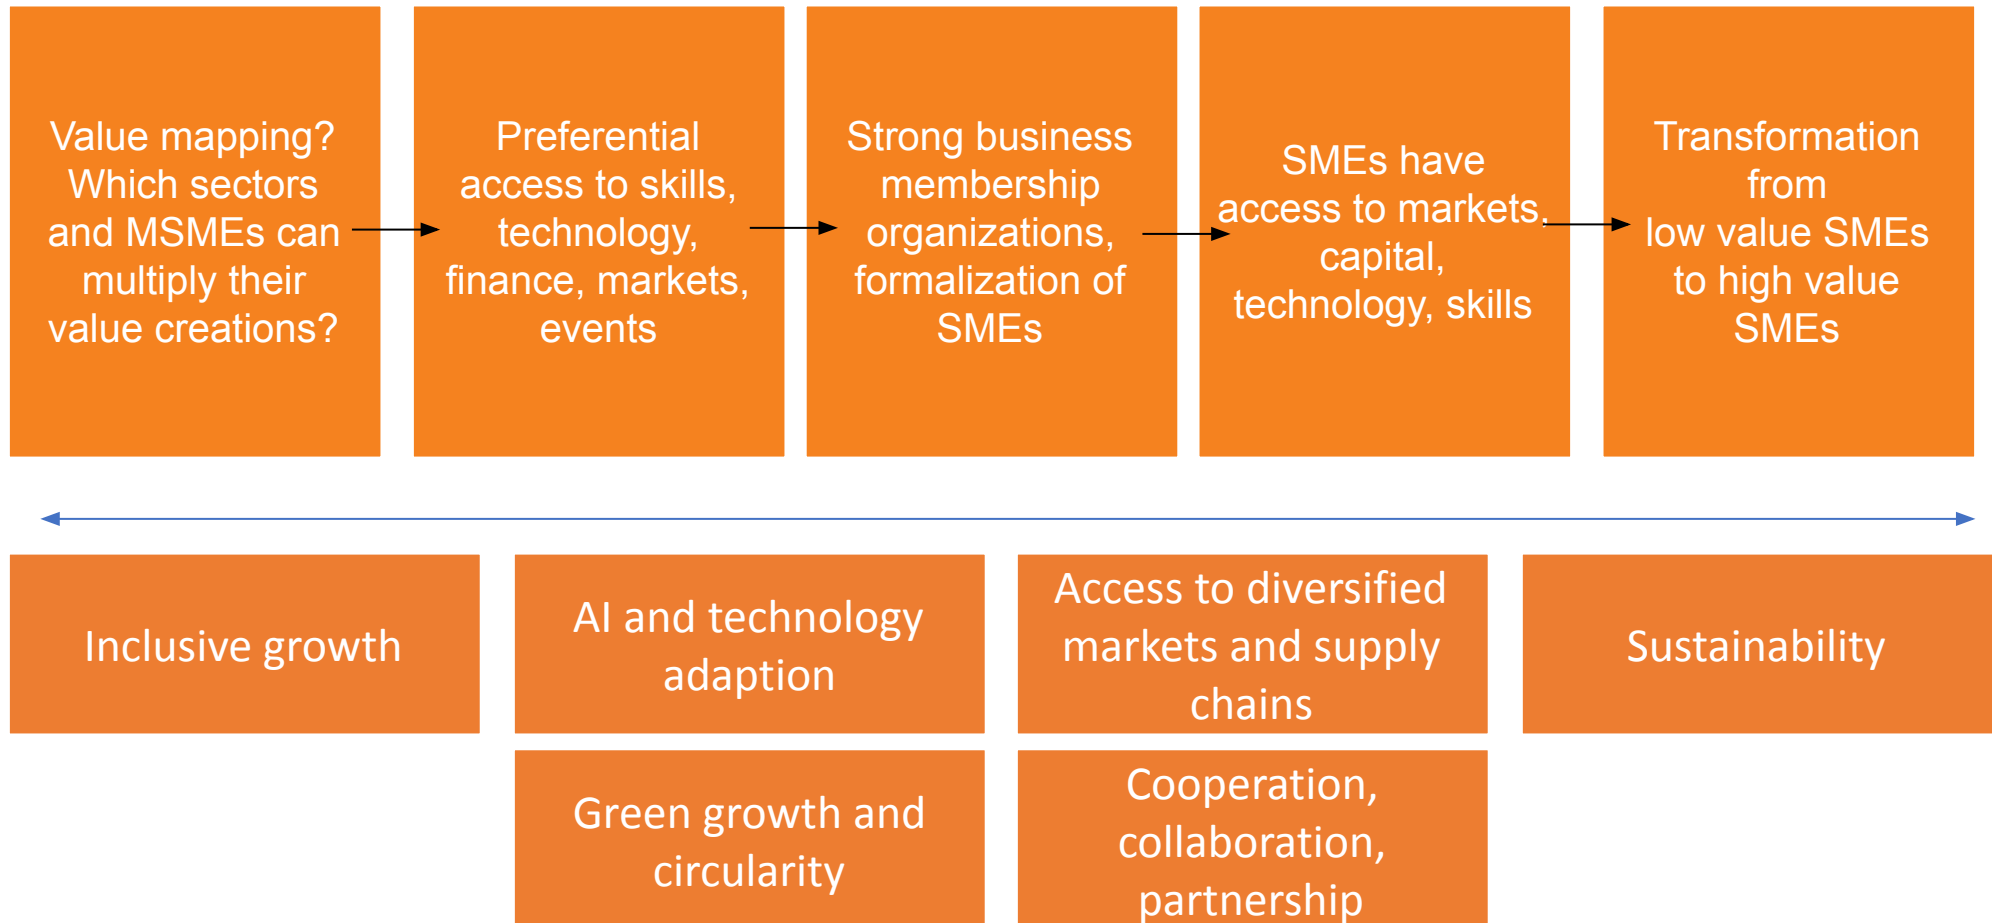 Value mapping?
Which sectors
and MSMEs can
multiply their
value creations?
Preferential
access to skills,
technology,
finance, markets,
events
Strong business
membership
organizations,
formalization of
SMEs
SMEs have
access to markets,
capital,
technology, skills
Transformation
from
low value SMEs
to high value
SMEs
Inclusive growth
AI and technology
adaption
Access to diversified
markets and supply
chains
Sustainability
Green growth and
circularity
Cooperation,
collaboration,
partnership